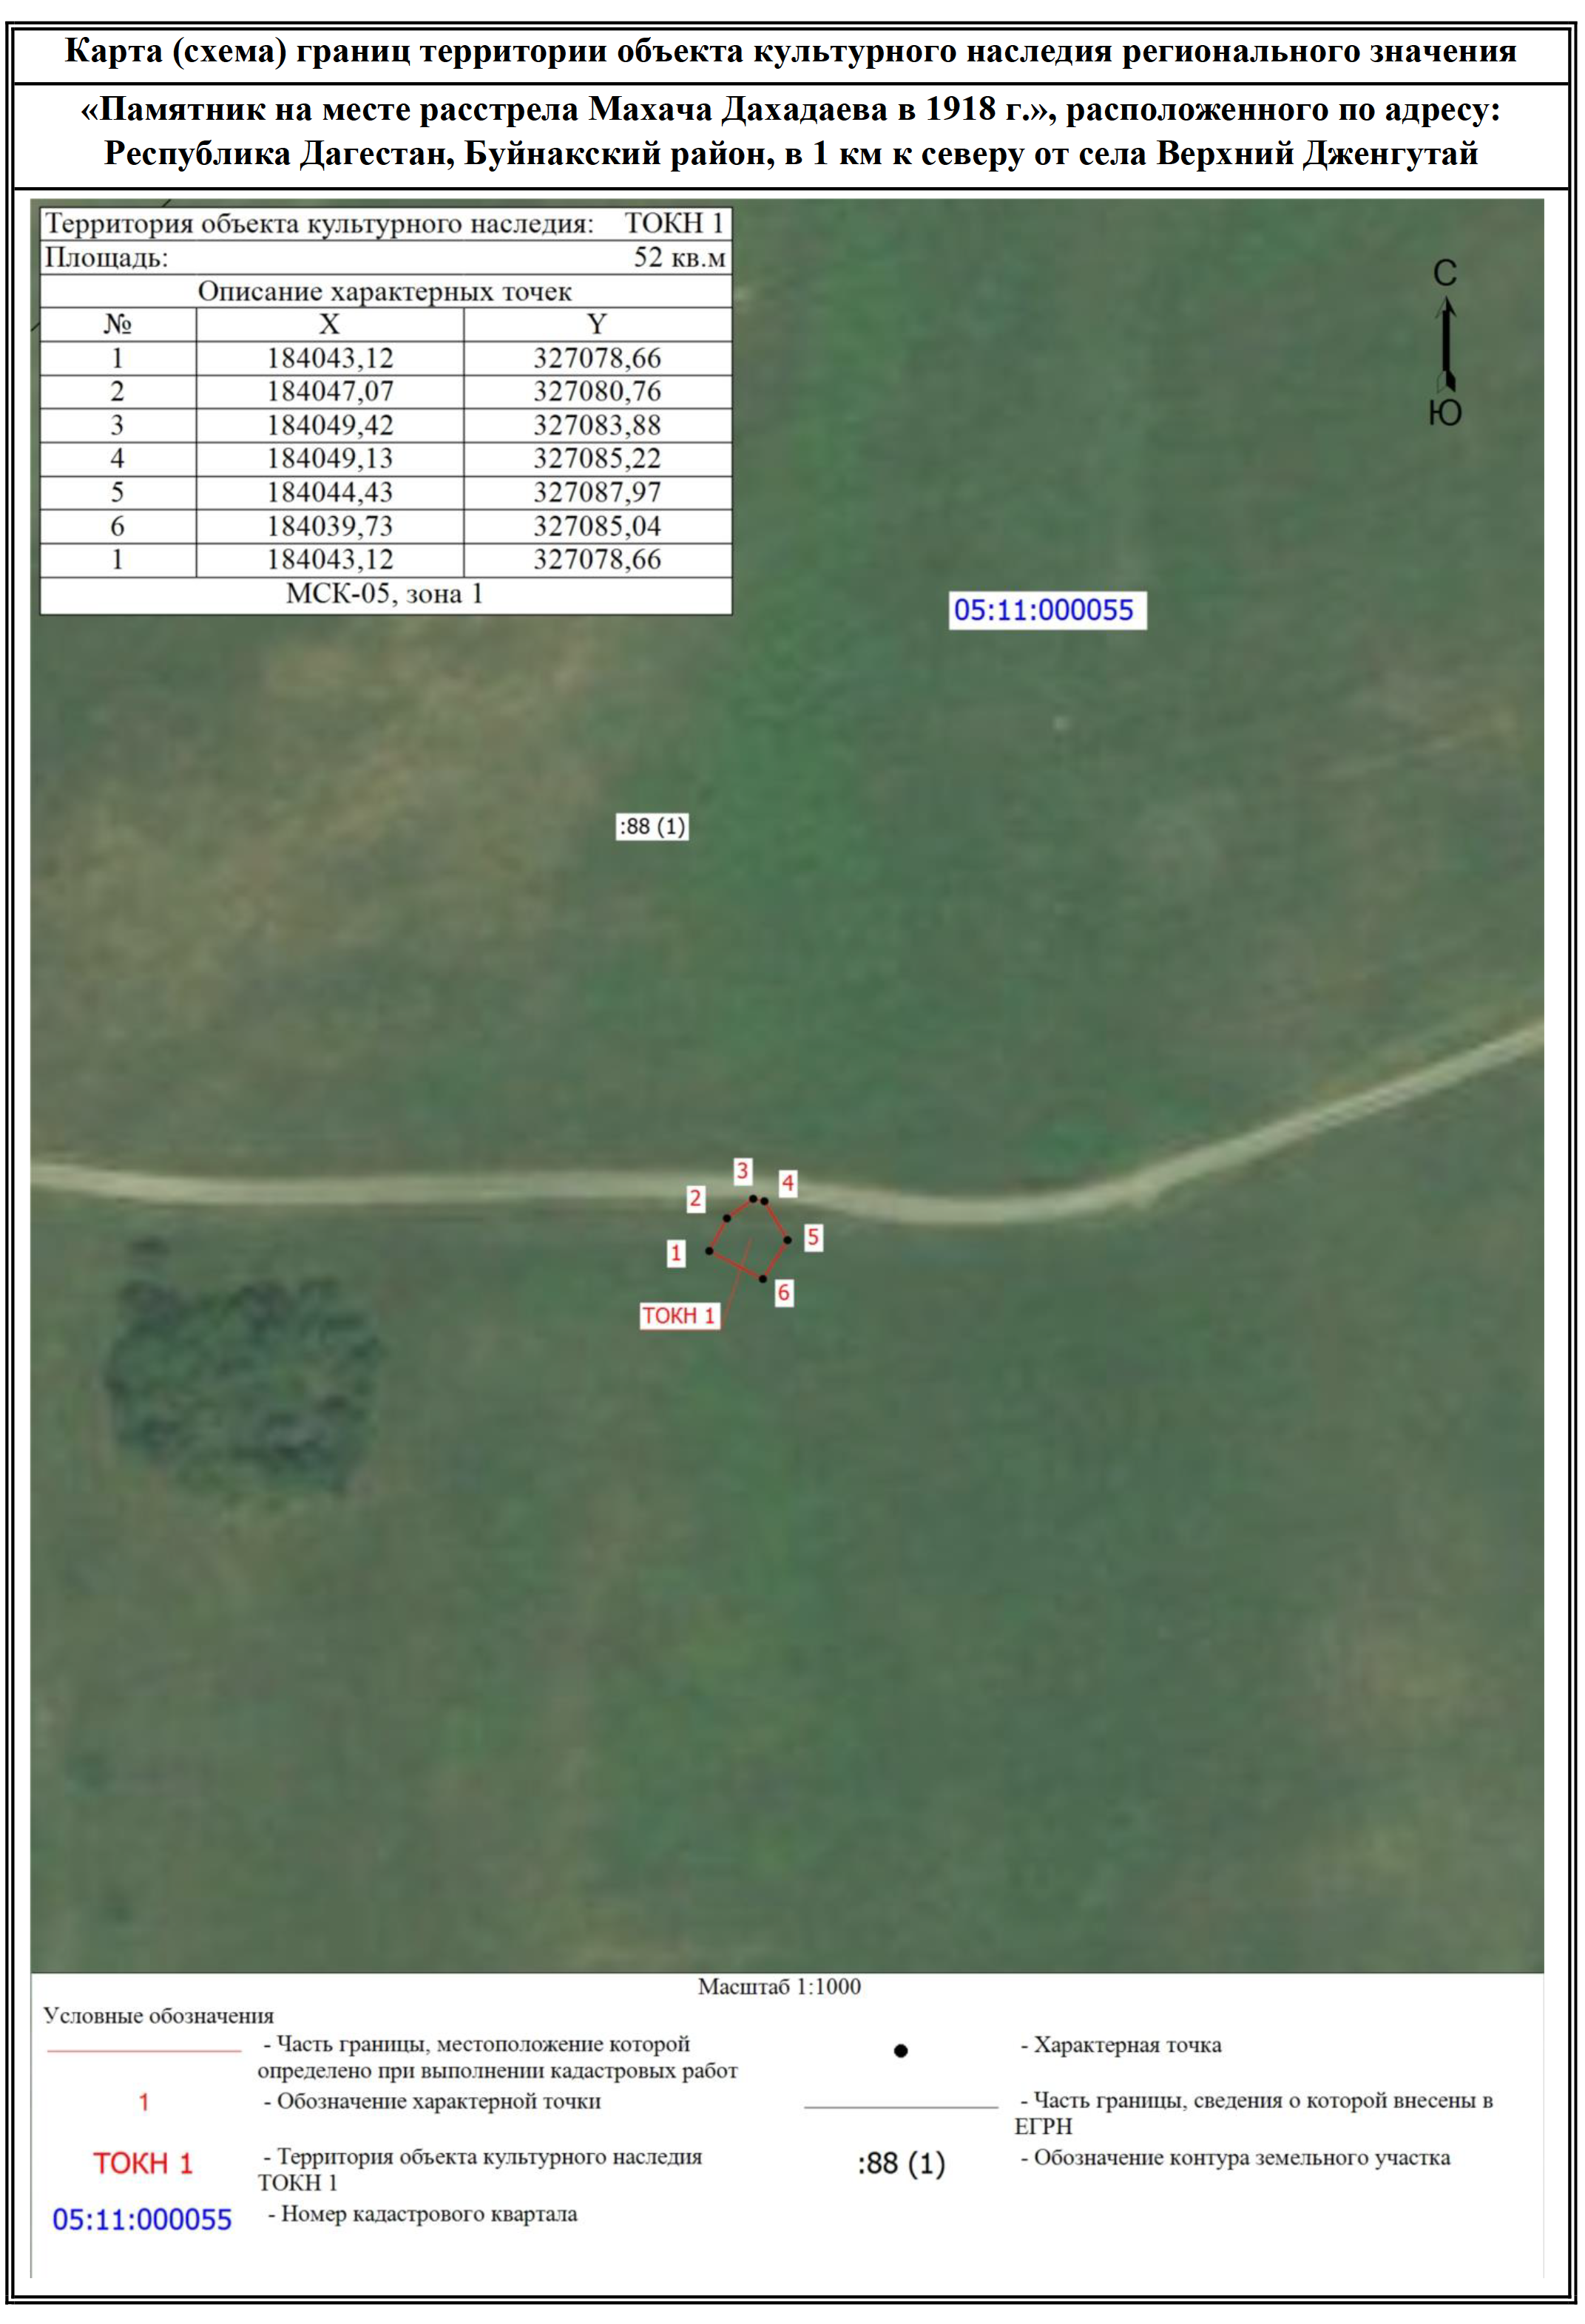 Карта (схема) границ территории объекта культурного наследия регионального значения
«Памятник на месте расстрела Махача Дахадаева в 1918 г.», расположенного по адресу:
Республика Дагестан, Буйнакский район, в 1 км к северу от села Верхний Дженгутай
Территория объекта культурного наследия: ТОКН 1
Площадь: 52 кв.м
Описание характерных точек
№ X Y
1 184043,12 327078,66
2 184047,07 327080,76
3 184049,42 327083,88
4 184049,13 327085,22
5 184044,43 327087,97
6 184039,73 327085,04
1 184043,12 327078,66
МСК-05, зона 1
С
Ю
05:11:000055
:88 (1)
3
4
2
5
1
6
ТОКН 1
Масштаб 1:1000
Условные обозначения
- Часть границы, местоположение которой
определено при выполнении кадастровых работ
- Характерная точка
1 - Обозначение характерной точки
- Часть границы, сведения о которой внесены в
ЕГРН
ТОКН 1 - Территория объекта культурного наследия
ТОКН 1
:88 (1) - Обозначение контура земельного участка
05:11:000055 - Номер кадастрового квартала